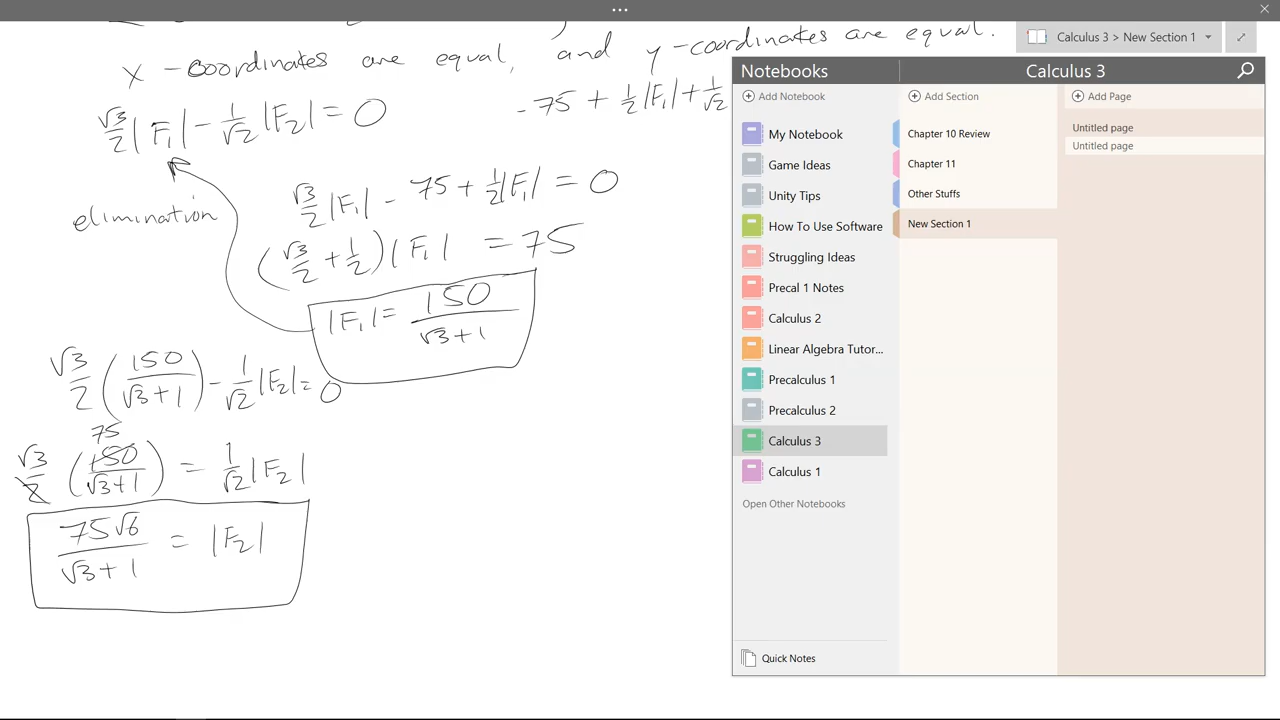 x-coordinates are equal, and y-coordinates are equal.
√3/2 |F₁| - 1/√2 |F₂| = 0
-75 + 1/2 |F₁| + 1/√2
elimination
√3/2 |F₁| - 75 + 1/2 |F₁| = 0
(√3/2 + 1/2) |F₁| = 75
|F₁| = 150/(√3+1)
√3/2 (150/(√3+1)) - 1/√2 |F₂| = 0
75
√3/2 (150/(√3+1)) = 1/√2 |F₂|
75√6/(√3+1) = |F₂|
Calculus 3 > New Section 1
Notebooks
Calculus 3
Add Notebook
Add Section
Add Page
My Notebook
Game Ideas
Unity Tips
How To Use Software
Struggling Ideas
Precal 1 Notes
Calculus 2
Linear Algebra Tutor...
Precalculus 1
Precalculus 2
Calculus 3
Calculus 1
Open Other Notebooks
Quick Notes
Chapter 10 Review
Chapter 11
Other Stuffs
New Section 1
Untitled page
Untitled page